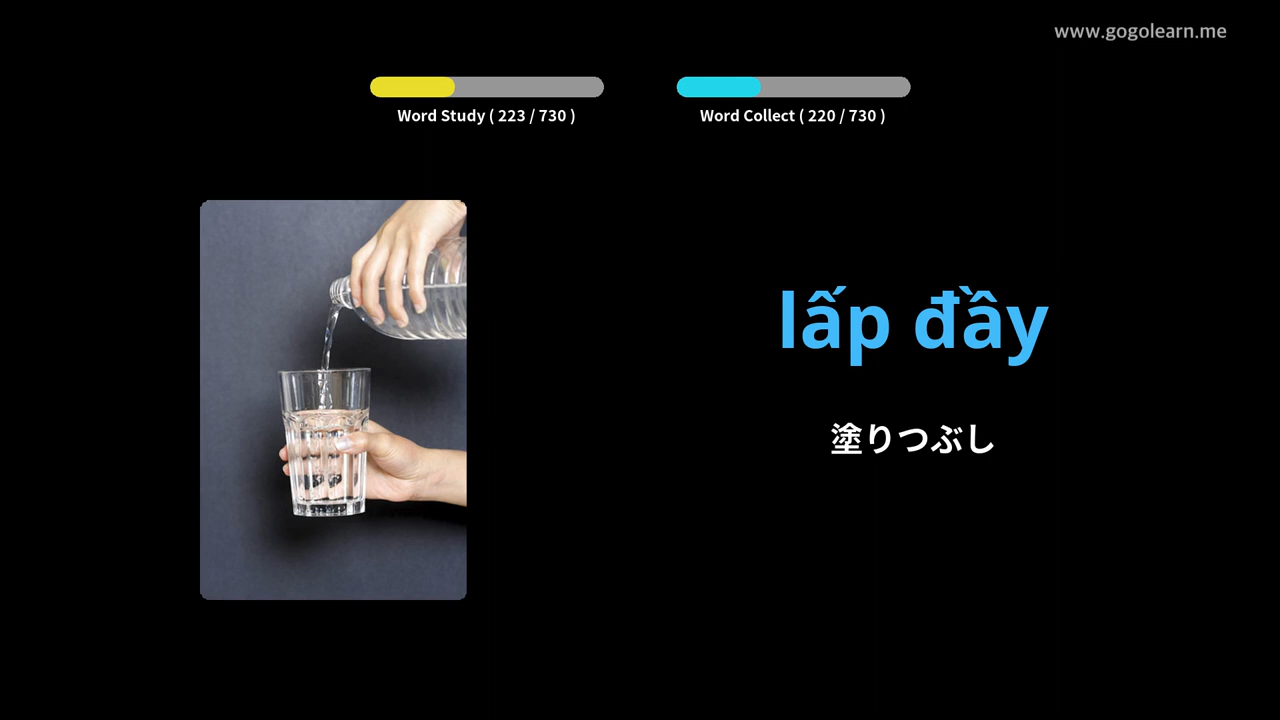 www.gogolearn.me
Word Study ( 223 / 730 )
Word Collect ( 220 / 730 )
lấp đầy
塗りつぶし